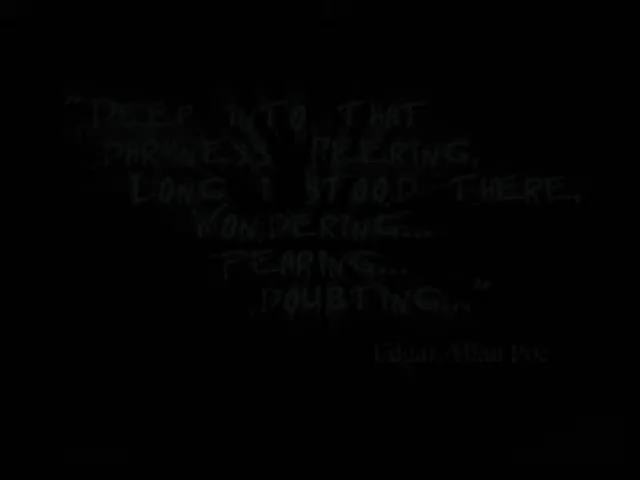 "DEEP INTO THAT
DARKNESS PEERING,
LONG I STOOD THERE,
WONDERING...
FEARING...
DOUBTING..."
Edgar Allan Poe